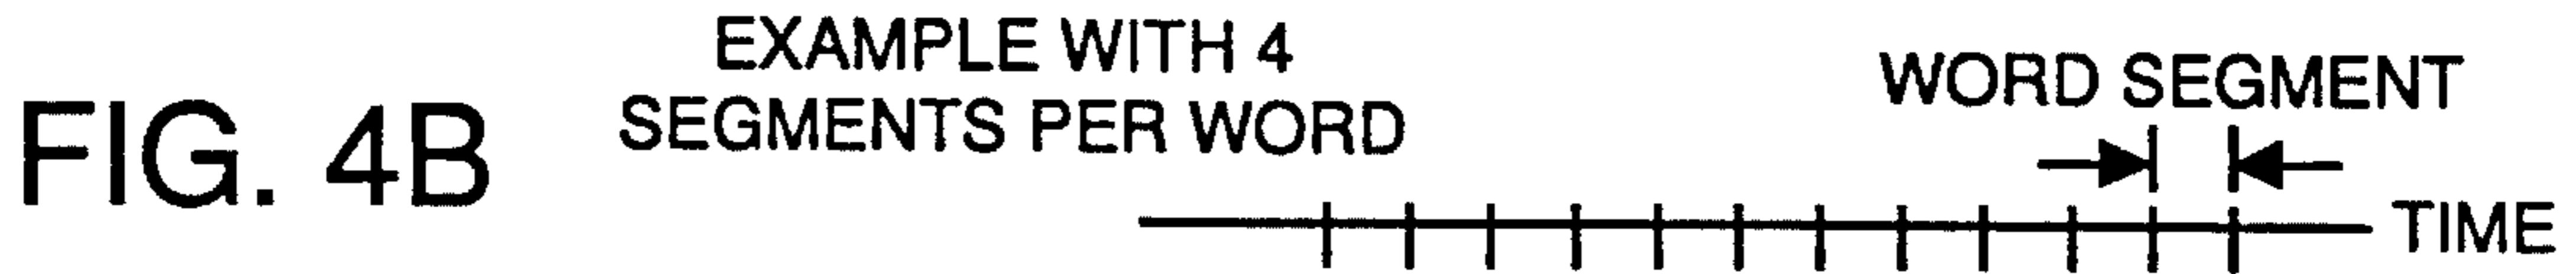 FIG. 4B
EXAMPLE WITH 4
SEGMENTS PER WORD
WORD SEGMENT
TIME